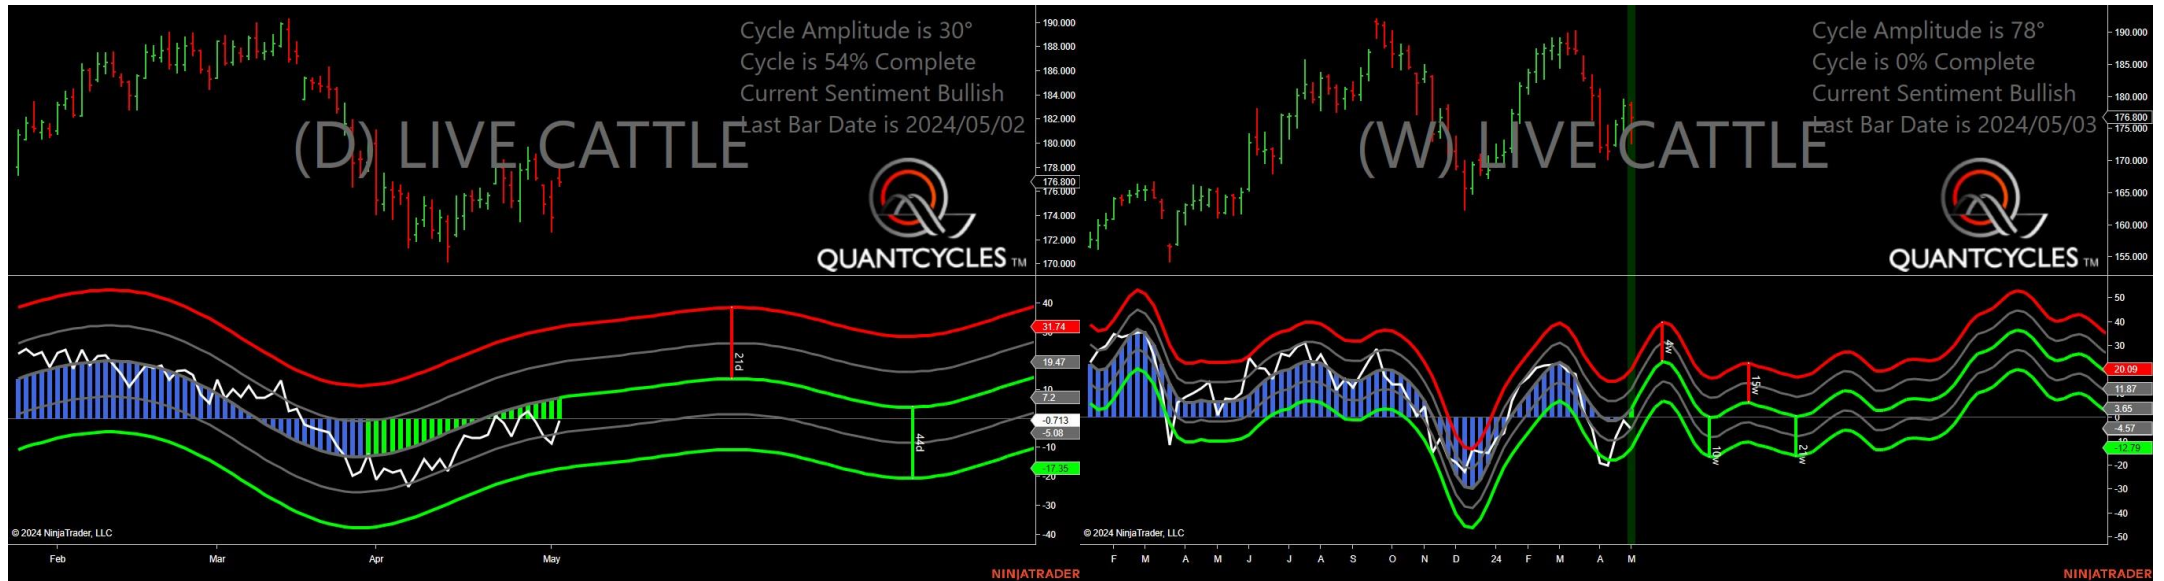 Cycle Amplitude is 30°
Cycle is 54% Complete
Current Sentiment Bullish
Last Bar Date is 2024/05/02
(D) LIVE CATTLE
QUANTCYCLES TM
190.000
188.000
186.000
184.000
182.000
180.000
178.000
176.800
176.000
174.000
172.000
170.000
40
31.74
19.47
10
7.2
-0.713
-5.08
-10
-17.35
-20
-30
-40
21d
44d
© 2024 NinjaTrader, LLC
Feb Mar Apr May
NINJATRADER
Cycle Amplitude is 78°
Cycle is 0% Complete
Current Sentiment Bullish
Last Bar Date is 2024/05/03
(W) LIVE CATTLE
QUANTCYCLES TM
190.000
185.000
180.000
176.800
175.000
170.000
165.000
160.000
155.000
50
40
30
20.09
11.87
3.65
0
-4.57
-12.79
-20
-30
-40
-50
4w
15w
10w
21w
© 2024 NinjaTrader, LLC
F M A M J J A S O N D 24 F M A M
NINJATRADER